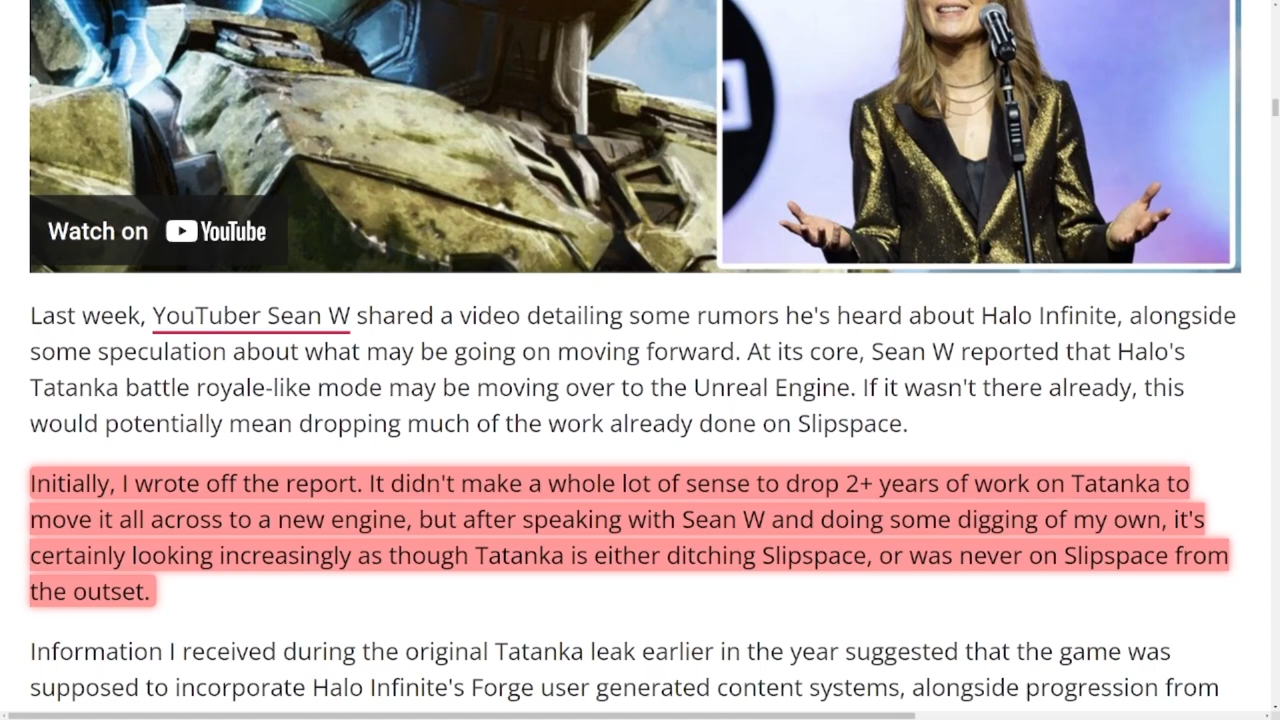 Watch on YouTube
Last week, YouTuber Sean W shared a video detailing some rumors he's heard about Halo Infinite, alongside
some speculation about what may be going on moving forward. At its core, Sean W reported that Halo's
Tatanka battle royale-like mode may be moving over to the Unreal Engine. If it wasn't there already, this
would potentially mean dropping much of the work already done on Slipspace.
Initially, I wrote off the report. It didn't make a whole lot of sense to drop 2+ years of work on Tatanka to
move it all across to a new engine, but after speaking with Sean W and doing some digging of my own, it's
certainly looking increasingly as though Tatanka is either ditching Slipspace, or was never on Slipspace from
the outset.
Information I received during the original Tatanka leak earlier in the year suggested that the game was
supposed to incorporate Halo Infinite's Forge user generated content systems, alongside progression from